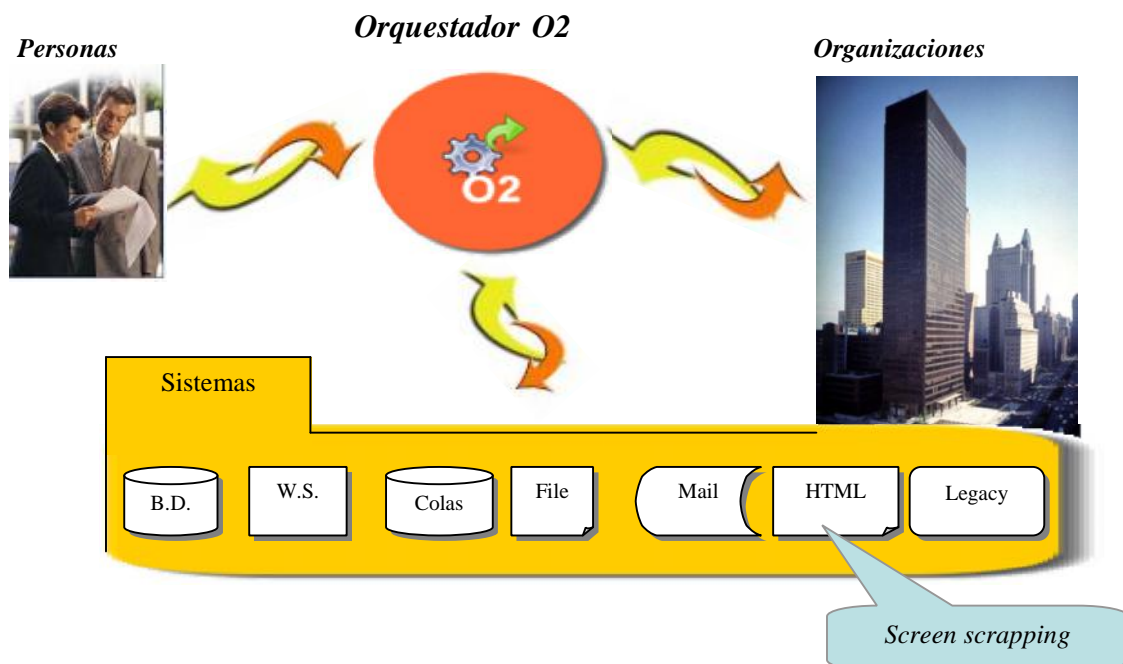 Orquestador O2
Personas
Organizaciones
O2
Sistemas
B.D.
W.S.
Colas
File
Mail
HTML
Legacy
Screen scrapping